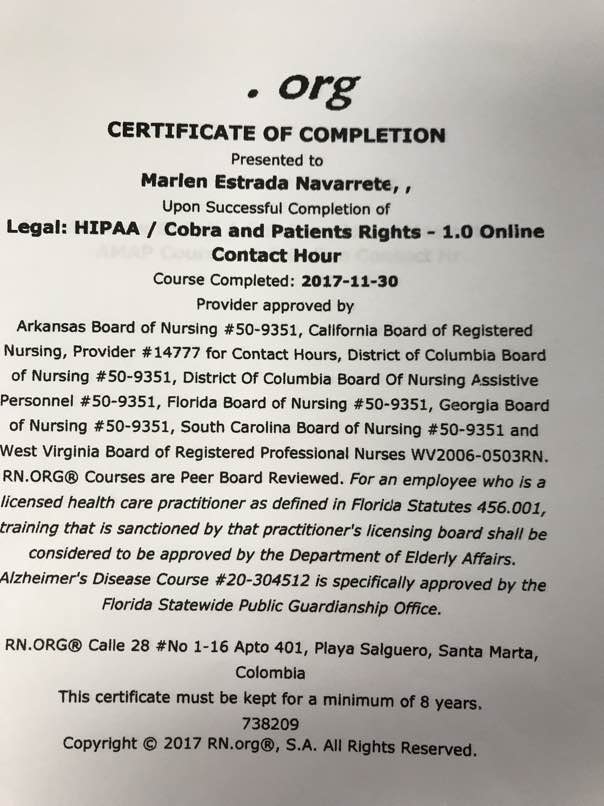 . org
CERTIFICATE OF COMPLETION
Presented to
Marlen Estrada Navarrete, ,
Upon Successful Completion of
Legal: HIPAA / Cobra and Patients Rights - 1.0 Online
Contact Hour
Course Completed: 2017-11-30
Provider approved by
Arkansas Board of Nursing #50-9351, California Board of Registered
Nursing, Provider #14777 for Contact Hours, District of Columbia Board
of Nursing #50-9351, District Of Columbia Board Of Nursing Assistive
Personnel #50-9351, Florida Board of Nursing #50-9351, Georgia Board
of Nursing #50-9351, South Carolina Board of Nursing #50-9351 and
West Virginia Board of Registered Professional Nurses WV2006-0503RN.
RN.ORG® Courses are Peer Board Reviewed. For an employee who is a
licensed health care practitioner as defined in Florida Statutes 456.001,
training that is sanctioned by that practitioner's licensing board shall be
considered to be approved by the Department of Elderly Affairs.
Alzheimer's Disease Course #20-304512 is specifically approved by the
Florida Statewide Public Guardianship Office.
RN.ORG® Calle 28 #No 1-16 Apto 401, Playa Salguero, Santa Marta,
Colombia
This certificate must be kept for a minimum of 8 years.
738209
Copyright © 2017 RN.org®, S.A. All Rights Reserved.